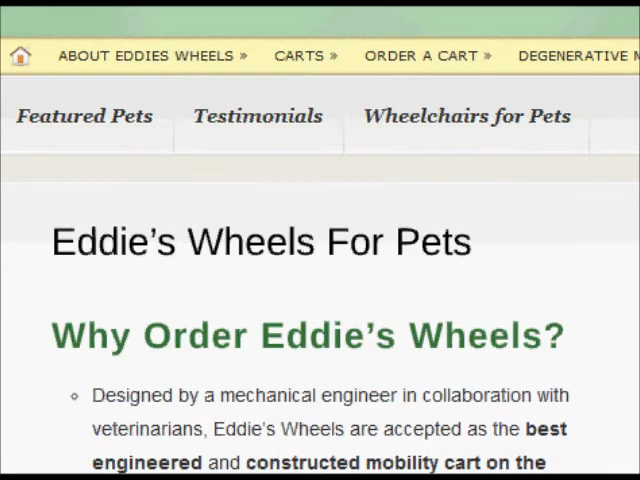 ABOUT EDDIES WHEELS » CARTS » ORDER A CART » DEGENERATIVE M
Featured Pets Testimonials Wheelchairs for Pets
Eddie’s Wheels For Pets
Why Order Eddie’s Wheels?
Designed by a mechanical engineer in collaboration with
veterinarians, Eddie’s Wheels are accepted as the best
engineered and constructed mobility cart on the